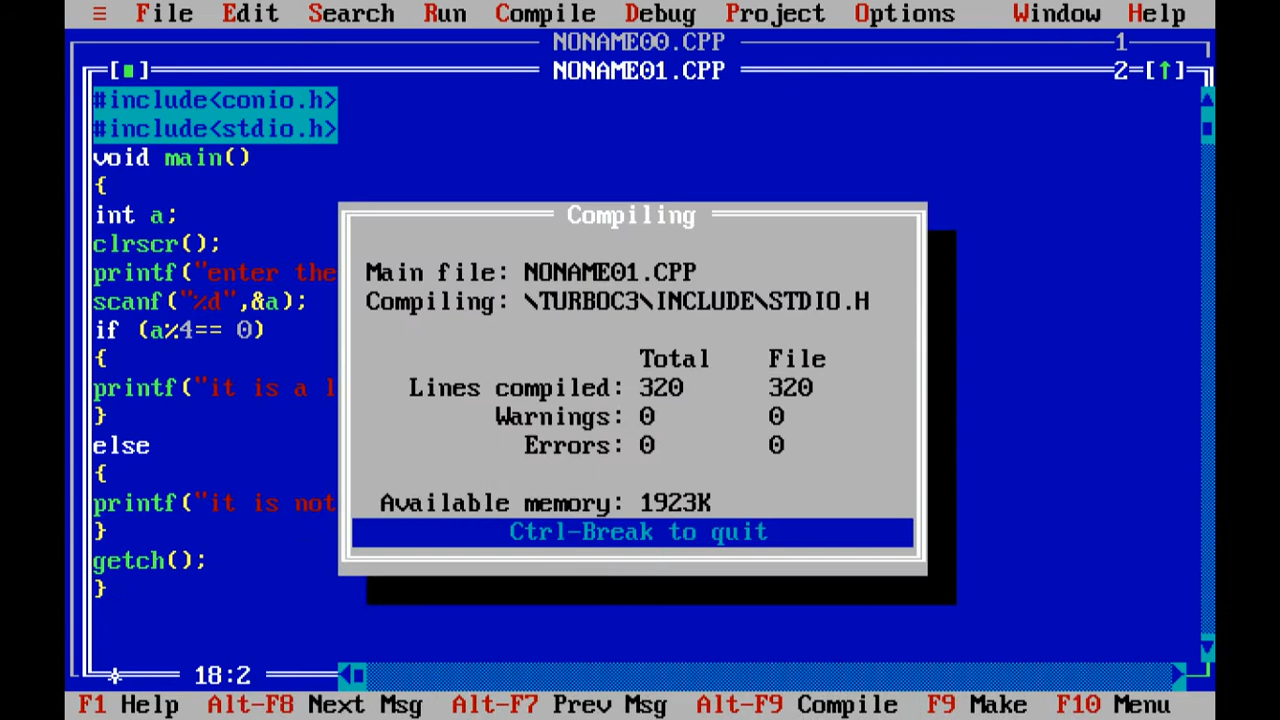 ≡ File Edit Search Run Compile Debug Project Options Window Help
NONAME00.CPP 1
[■] NONAME01.CPP 2=[↑]
#include<conio.h>
#include<stdio.h>
void main()
{
int a;
clrscr();
printf("enter the
scanf("%d",&a);
if (a%4== 0)
{
printf("it is a l
}
else
{
printf("it is not
}
getch();
}
Compiling
Main file: NONAME01.CPP
Compiling: \TURBOC3\INCLUDE\STDIO.H
Total File
Lines compiled: 320 320
Warnings: 0 0
Errors: 0 0
Available memory: 1923K
Ctrl-Break to quit
18:2
F1 Help Alt-F8 Next Msg Alt-F7 Prev Msg Alt-F9 Compile F9 Make F10 Menu